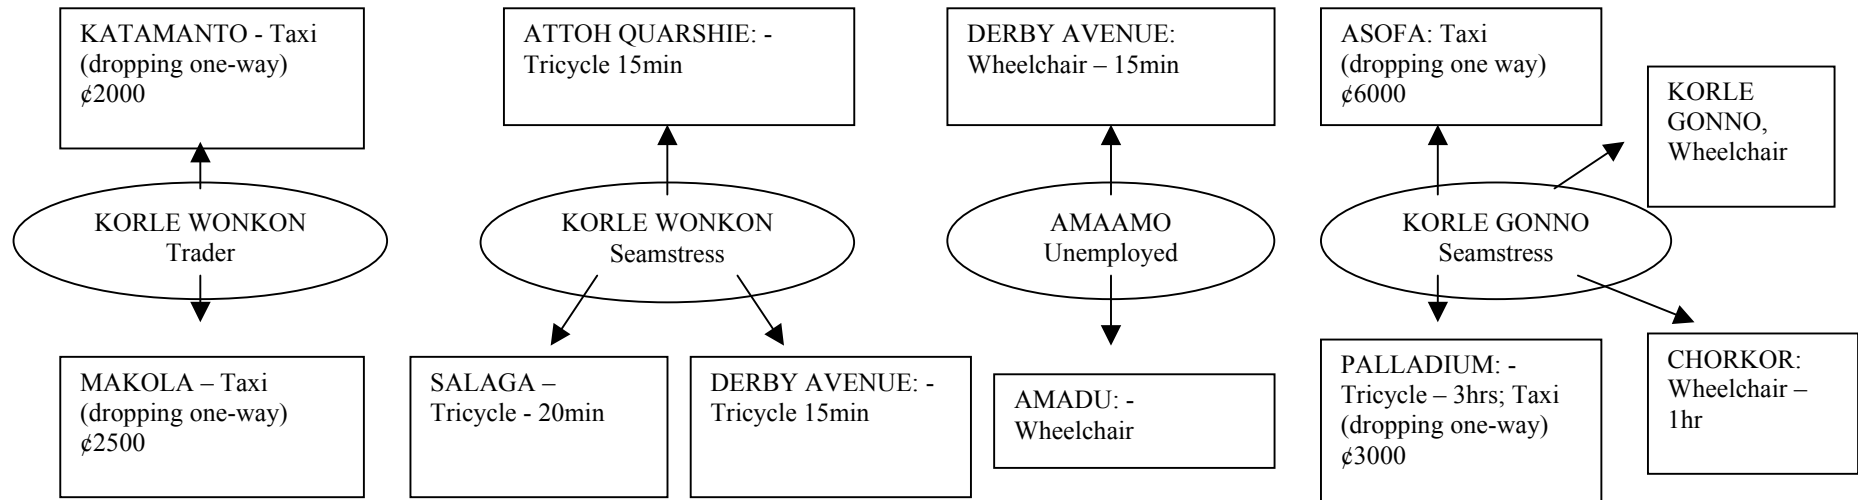 KATAMANTO - Taxi
(dropping one-way)
¢2000
ATTOH QUARSHIE: -
Tricycle 15min
DERBY AVENUE:
Wheelchair – 15min
ASOFA: Taxi
(dropping one way)
¢6000
KORLE
GONNO,
Wheelchair
KORLE WONKON
Trader
KORLE WONKON
Seamstress
AMAAMO
Unemployed
KORLE GONNO
Seamstress
MAKOLA – Taxi
(dropping one-way)
¢2500
SALAGA –
Tricycle - 20min
DERBY AVENUE: -
Tricycle 15min
AMADU: -
Wheelchair
PALLADIUM: -
Tricycle – 3hrs; Taxi
(dropping one-way)
¢3000
CHORKOR:
Wheelchair –
1hr